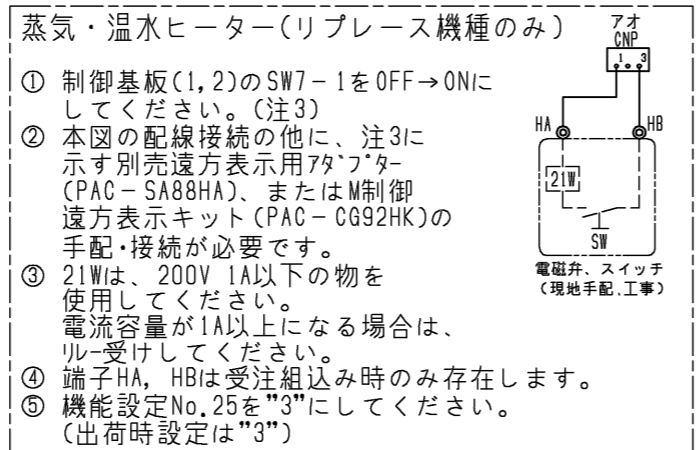 蒸気・温水ヒーター(リプレース機種のみ)
① 制御基板(1,2)のSW7-1をOFF→ONに
してください。(注3)
② 本図の配線接続の他に、注3に
示す別売遠方表示用ｱﾀﾞﾌﾟﾀｰ
(PAC-SA88HA)、またはM制御
遠方表示キット(PAC-CG92HK)の
手配・接続が必要です。
③ 21Wは、200V 1A以下の物を
使用してください。
電流容量が1A以上になる場合は、
ﾘﾚｰ受けしてください。
④ 端子HA, HBは受注組込み時のみ存在します。
⑤ 機能設定No.25を"3"にしてください。
(出荷時設定は"3")
アオ
CNP
1 3
HA HB
21W
SW
電磁弁、スイッチ
(現地手配、工事)